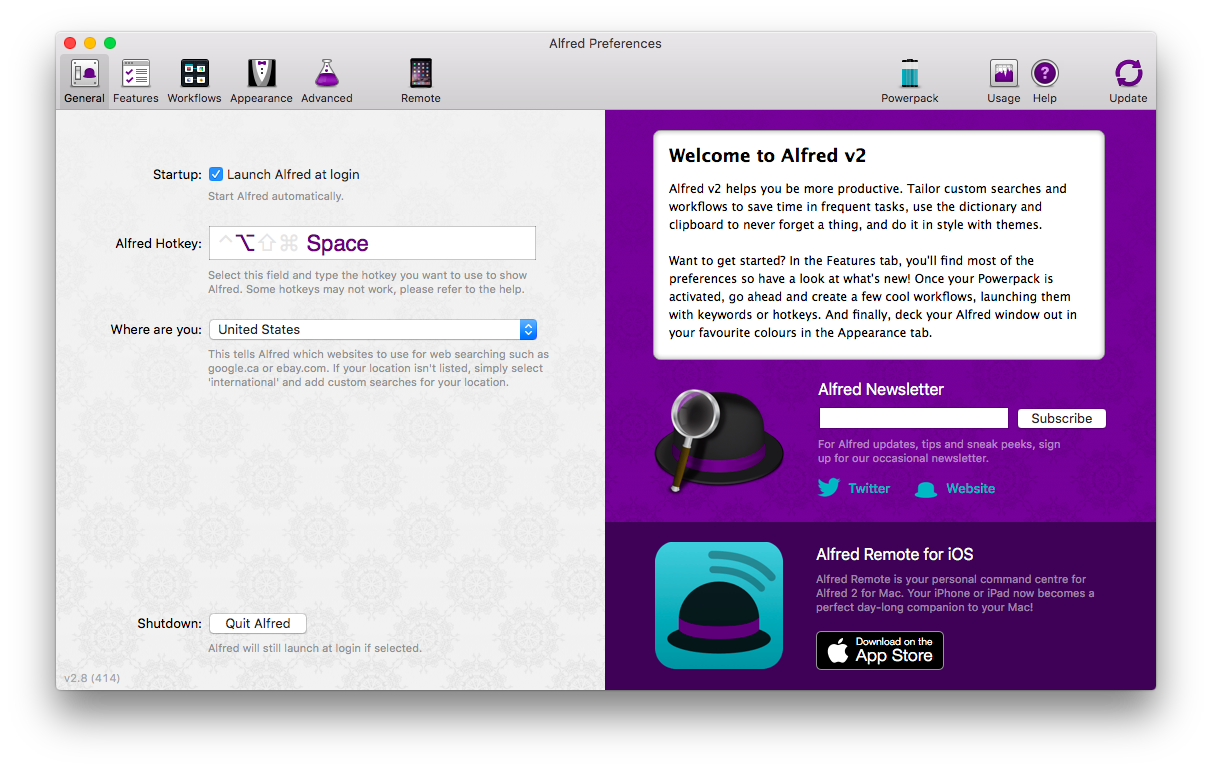 Alfred Preferences
General
Features
Workflows
Appearance
Advanced
Remote
Powerpack
Usage
Help
Update
Startup:
Launch Alfred at login
Start Alfred automatically.
Alfred Hotkey:
^⌥⇧⌘ Space
Select this field and type the hotkey you want to use to show
Alfred. Some hotkeys may not work, please refer to the help.
Where are you:
United States
This tells Alfred which websites to use for web searching such as
google.ca or ebay.com. If your location isn't listed, simply select
'international' and add custom searches for your location.
Shutdown:
Quit Alfred
Alfred will still launch at login if selected.
v2.8 (414)
Welcome to Alfred v2
Alfred v2 helps you be more productive. Tailor custom searches and
workflows to save time in frequent tasks, use the dictionary and
clipboard to never forget a thing, and do it in style with themes.
Want to get started? In the Features tab, you'll find most of the
preferences so have a look at what's new! Once your Powerpack is
activated, go ahead and create a few cool workflows, launching them
with keywords or hotkeys. And finally, deck your Alfred window out in
your favourite colours in the Appearance tab.
Alfred Newsletter
Subscribe
For Alfred updates, tips and sneak peeks, sign
up for our occasional newsletter.
Twitter
Website
Alfred Remote for iOS
Alfred Remote is your personal command centre for
Alfred 2 for Mac. Your iPhone or iPad now becomes a
perfect day-long companion to your Mac!
Download on the
App Store